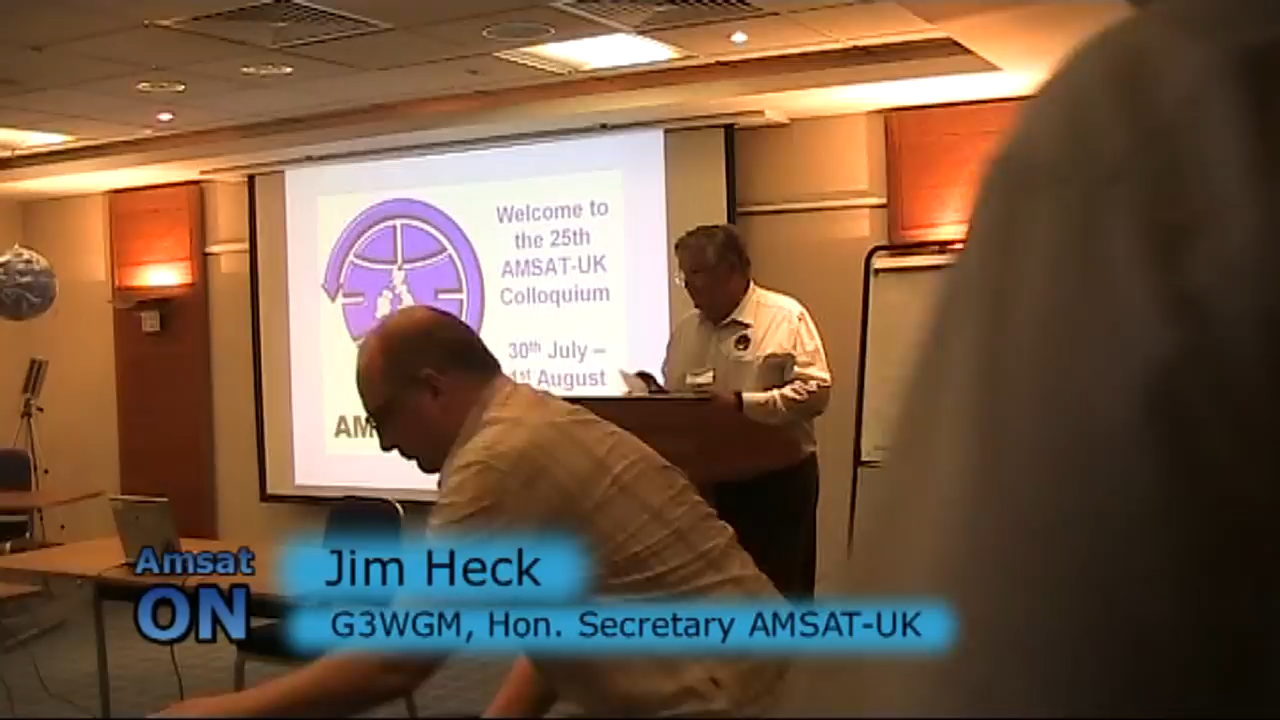 Welcome to
the 25th
AMSAT-UK
Colloquium
30th July –
1st August
AM
Amsat
ON
Jim Heck
G3WGM, Hon. Secretary AMSAT-UK